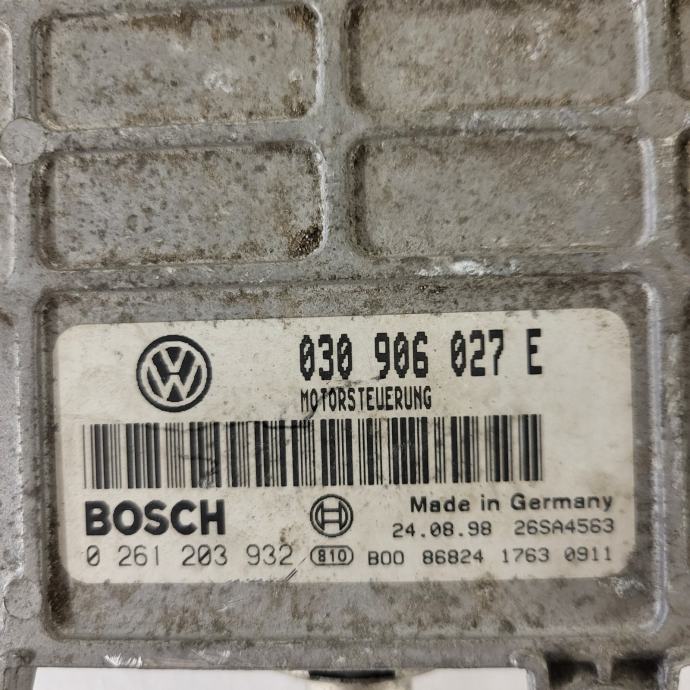 030 906 027 E
MOTORSTEUERUNG
BOSCH
Made in Germany
24.08.98 26SA4563
0 261 203 932 810 B00 86824 1763 0911